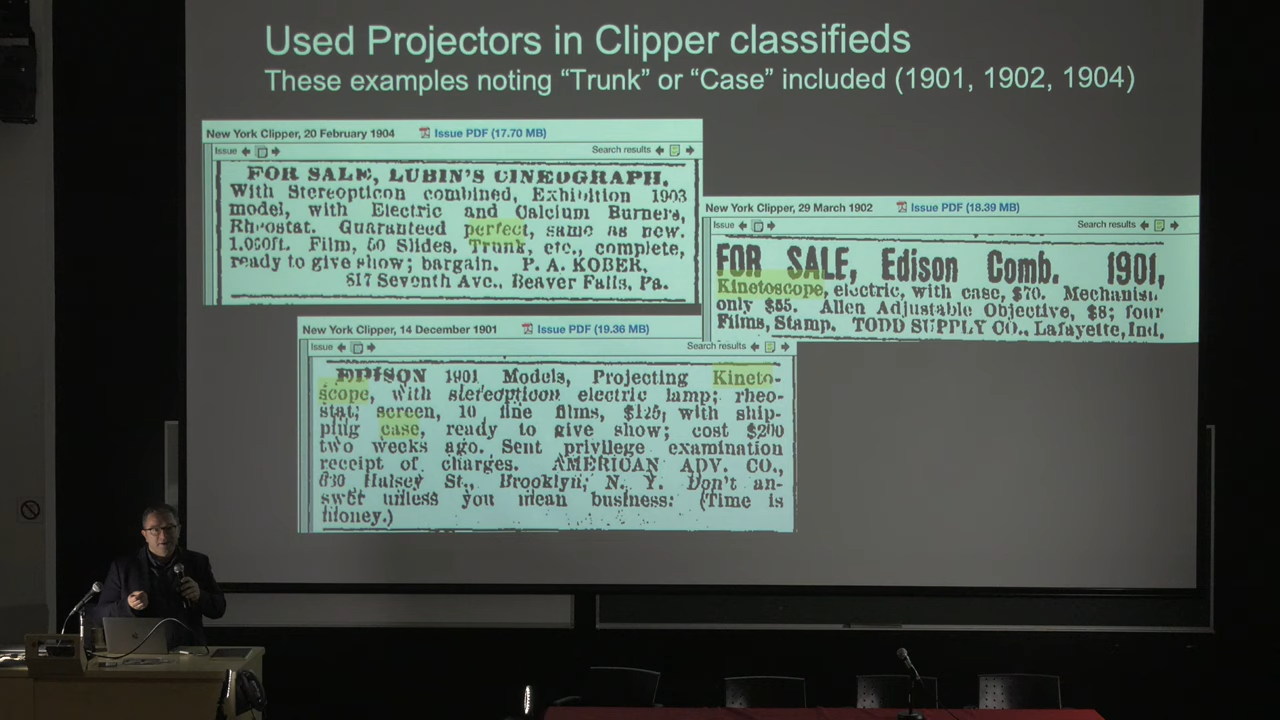 Used Projectors in Clipper classifieds
These examples noting “Trunk” or “Case” included (1901, 1902, 1904)
New York Clipper, 20 February 1904 Issue PDF (17.70 MB)
Issue Search results
FOR SALE, LUBIN'S CINEOGRAPH,
With Stereopticon combined, Exhibition 1903
model, with Electric and Calcium Burners,
Rheostat. Guaranteed perfect, same as new.
1,000ft. Film, 50 Slides, Trunk, etc., complete,
ready to give show; bargain. P. A. KOBER,
817 Seventh Ave., Beaver Falls, Pa.
New York Clipper, 29 March 1902 Issue PDF (18.39 MB)
Issue Search results
FOR SALE, Edison Comb. 1901,
Kinetoscope, electric, with case, $70. Mechanism
only $55. Allen Adjustable Objective, $8; four
Films, Stamp. TODD SUPPLY CO., Lafayette, Ind.
New York Clipper, 14 December 1901 Issue PDF (19.36 MB)
Issue Search results
EDISON 1901 Models, Projecting Kineto-
scope, with stereopticon electric lamp; rheo-
stat; screen, 10 fine films, $125; with ship-
ping case, ready to give show; cost $200
two weeks ago. Sent privilege examination
receipt of charges. AMERICAN ADV. CO.,
630 Halsey St., Brooklyn, N. Y. Don't an-
swer unless you mean business. (Time is
Money.)